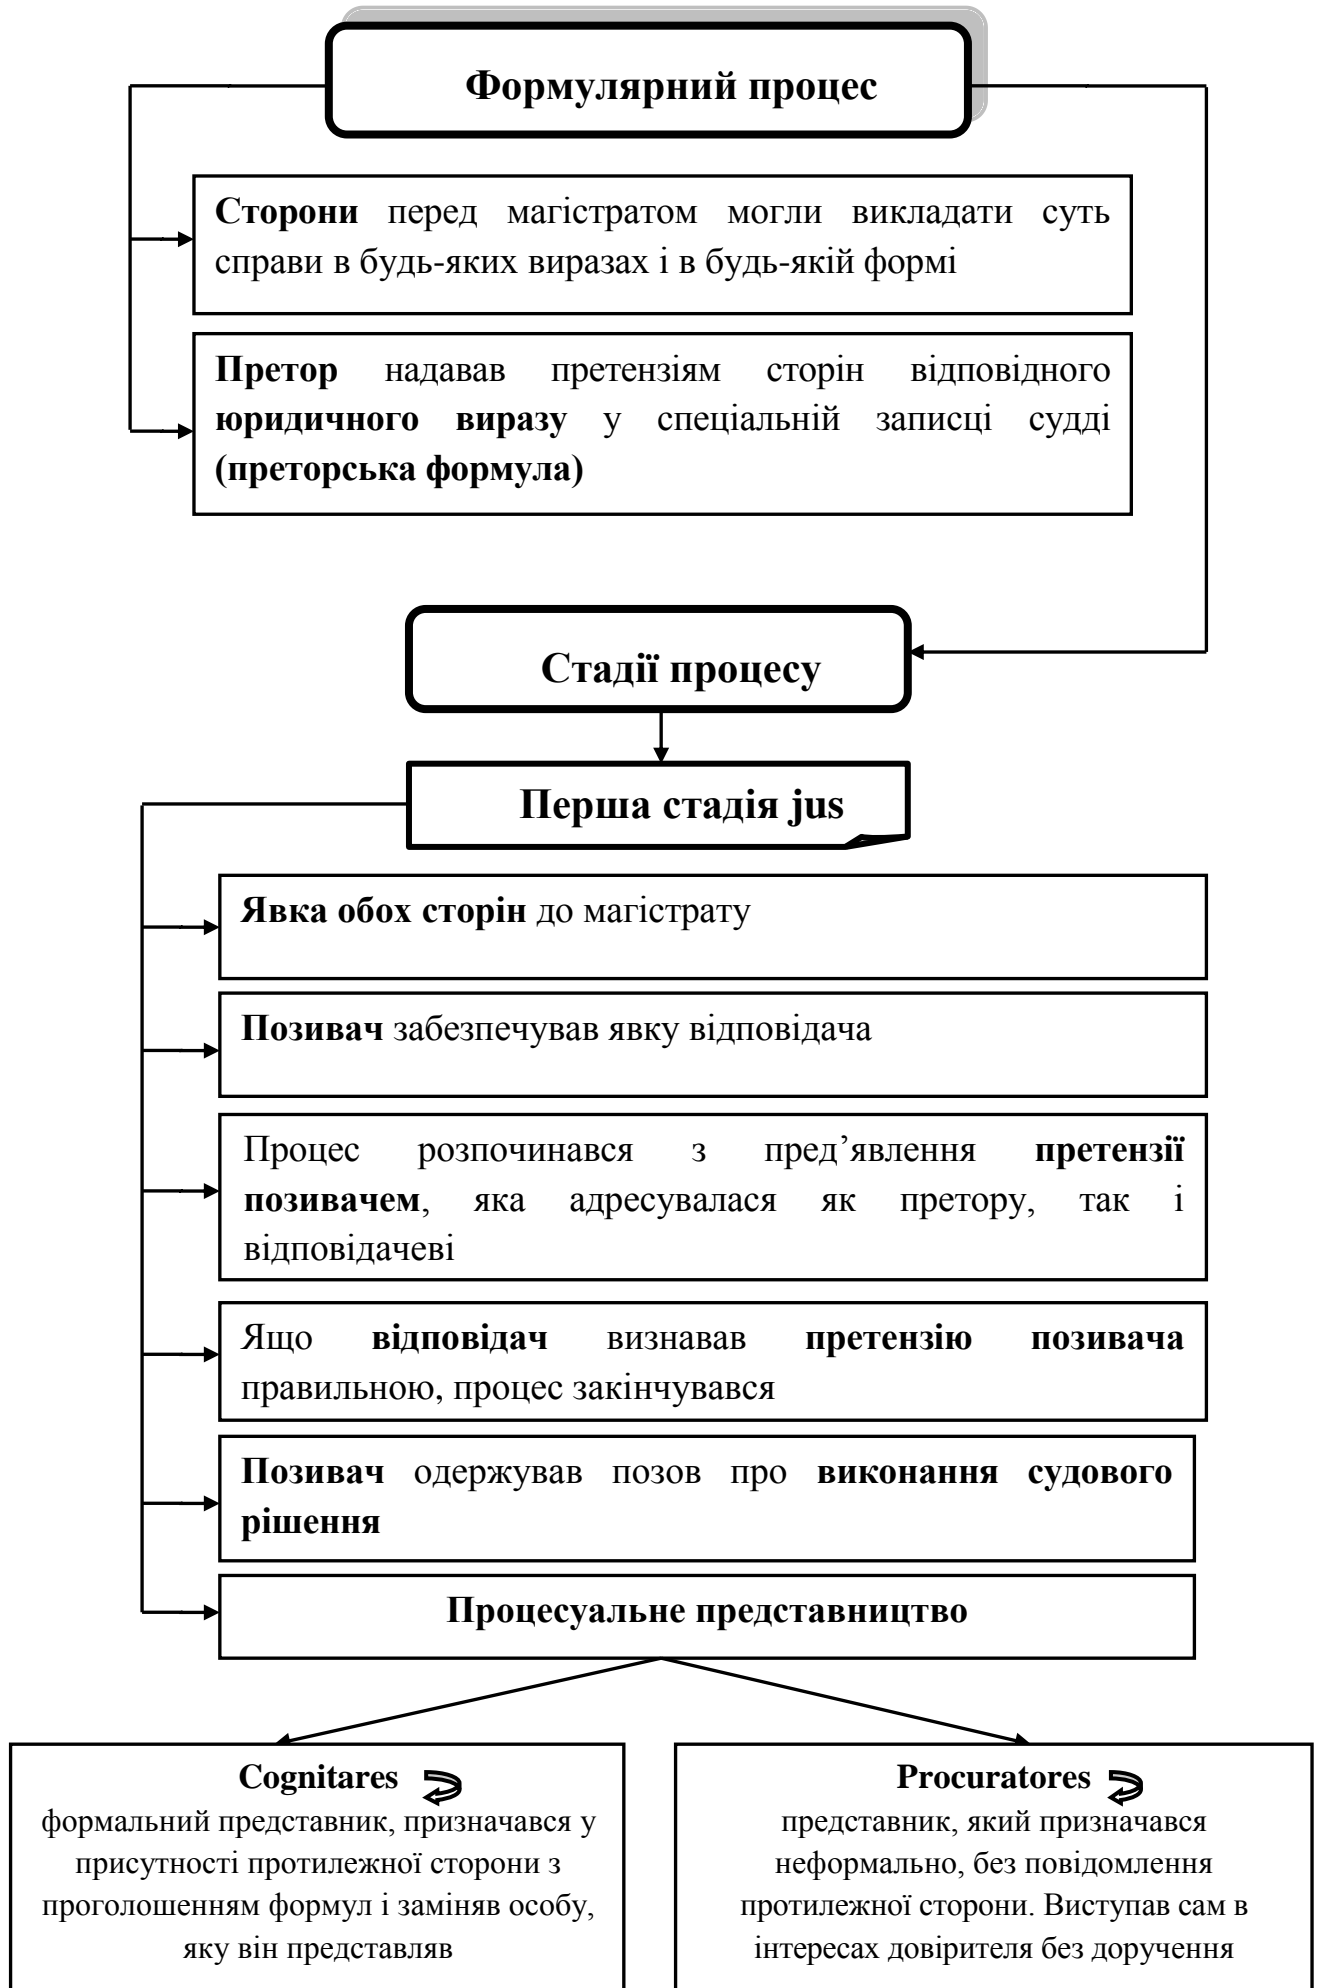 Формулярний процес
Сторони перед магістратом могли викладати суть
справи в будь-яких виразах і в будь-якій формі
Претор надавав претензіям сторін відповідного
юридичного виразу у спеціальній записці судді
(преторська формула)
Стадії процесу
Перша стадія jus
Явка обох сторін до магістрату
Позивач забезпечував явку відповідача
Процес розпочинався з пред’явлення претензії
позивачем, яка адресувалася як претору, так і
відповідачеві
Ящо відповідач визнавав претензію позивача
правильною, процес закінчувався
Позивач одержував позов про виконання судового
рішення
Процесуальне представництво
Cognitares
формальний представник, призначався у
присутності протилежної сторони з
проголошенням формул і заміняв особу,
яку він представляв
Procuratores
представник, який призначався
неформально, без повідомлення
протилежної сторони. Виступав сам в
інтересах довірителя без доручення